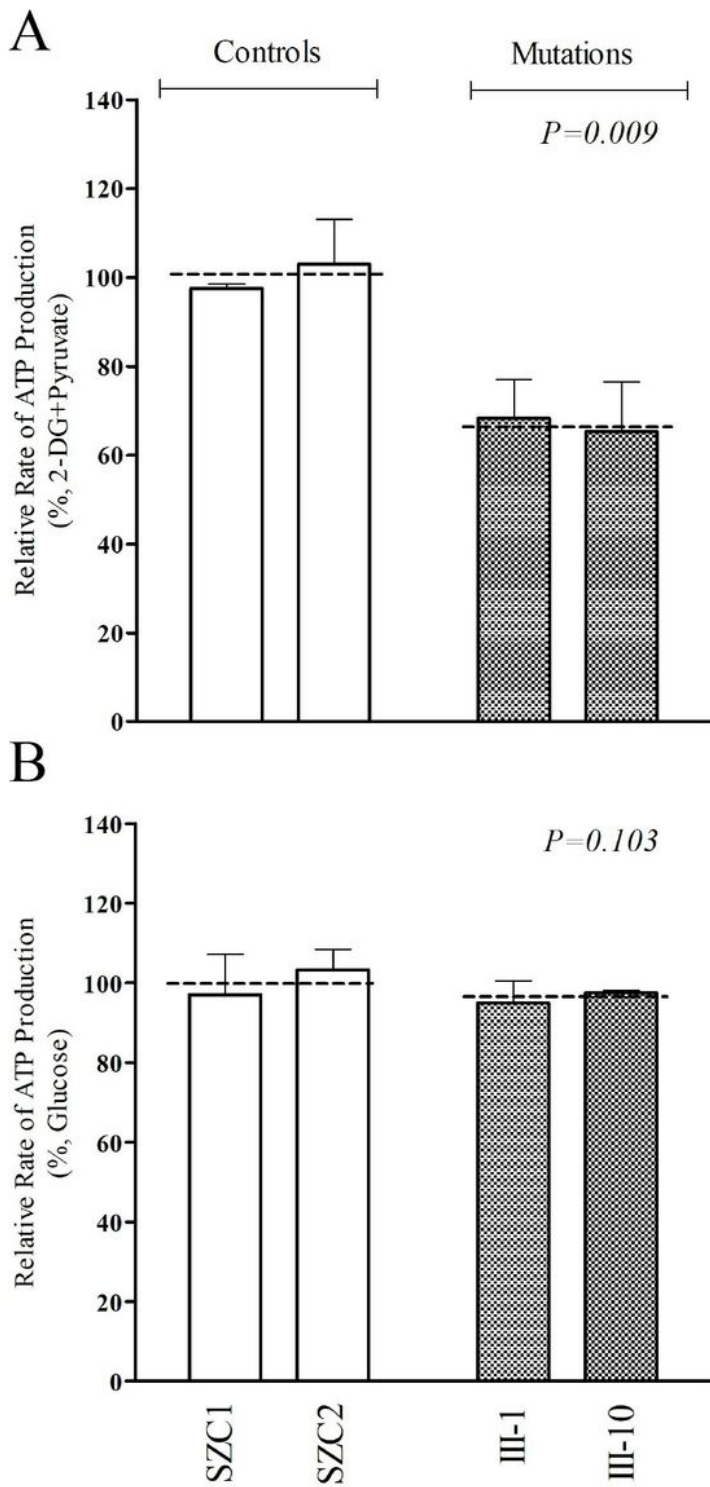 A
Controls
Mutations
P=0.009
Relative Rate of ATP Production
(%, 2-DG+Pyruvate)
140
120
100
80
60
40
20
0
B
P=0.103
Relative Rate of ATP Production
(%, Glucose)
140
120
100
80
60
40
20
0
SZC1
SZC2
III-1
III-10